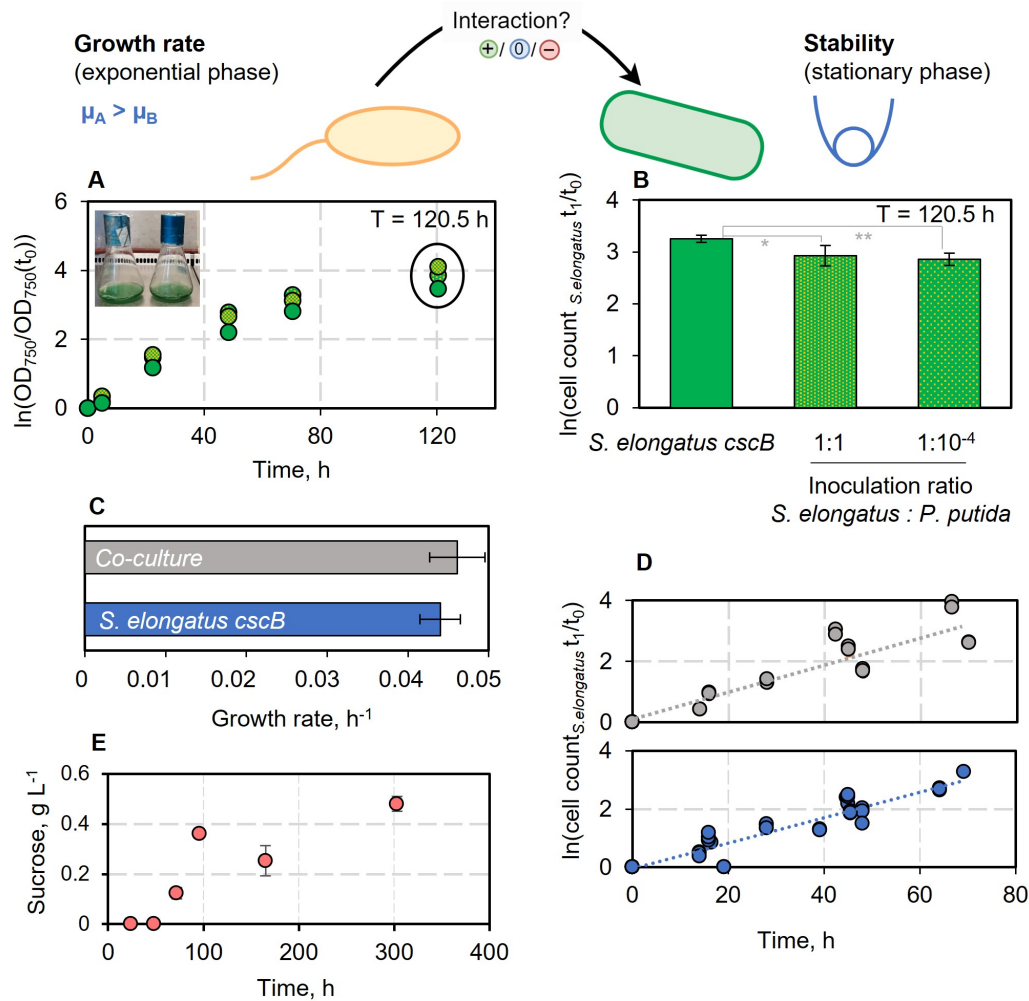 Interaction?
+ / 0 / −
Growth rate
(exponential phase)
μA > μB
Stability
(stationary phase)
A
6
4
2
0
ln(OD750/OD750(t0))
T = 120.5 h
0 40 80 120
Time, h
B
4
3
2
1
0
ln(cell count S.elongatus t1/t0)
T = 120.5 h
*
**
S. elongatus cscB
1:1
1:10-4
Inoculation ratio
S. elongatus : P. putida
C
Co-culture
S. elongatus cscB
0 0.01 0.02 0.03 0.04 0.05
Growth rate, h-1
D
4
2
0
4
2
0
ln(cell countS.elongatus t1/t0)
0 20 40 60 80
Time, h
E
0.6
0.4
0.2
0
Sucrose, g L-1
0 100 200 300 400
Time, h